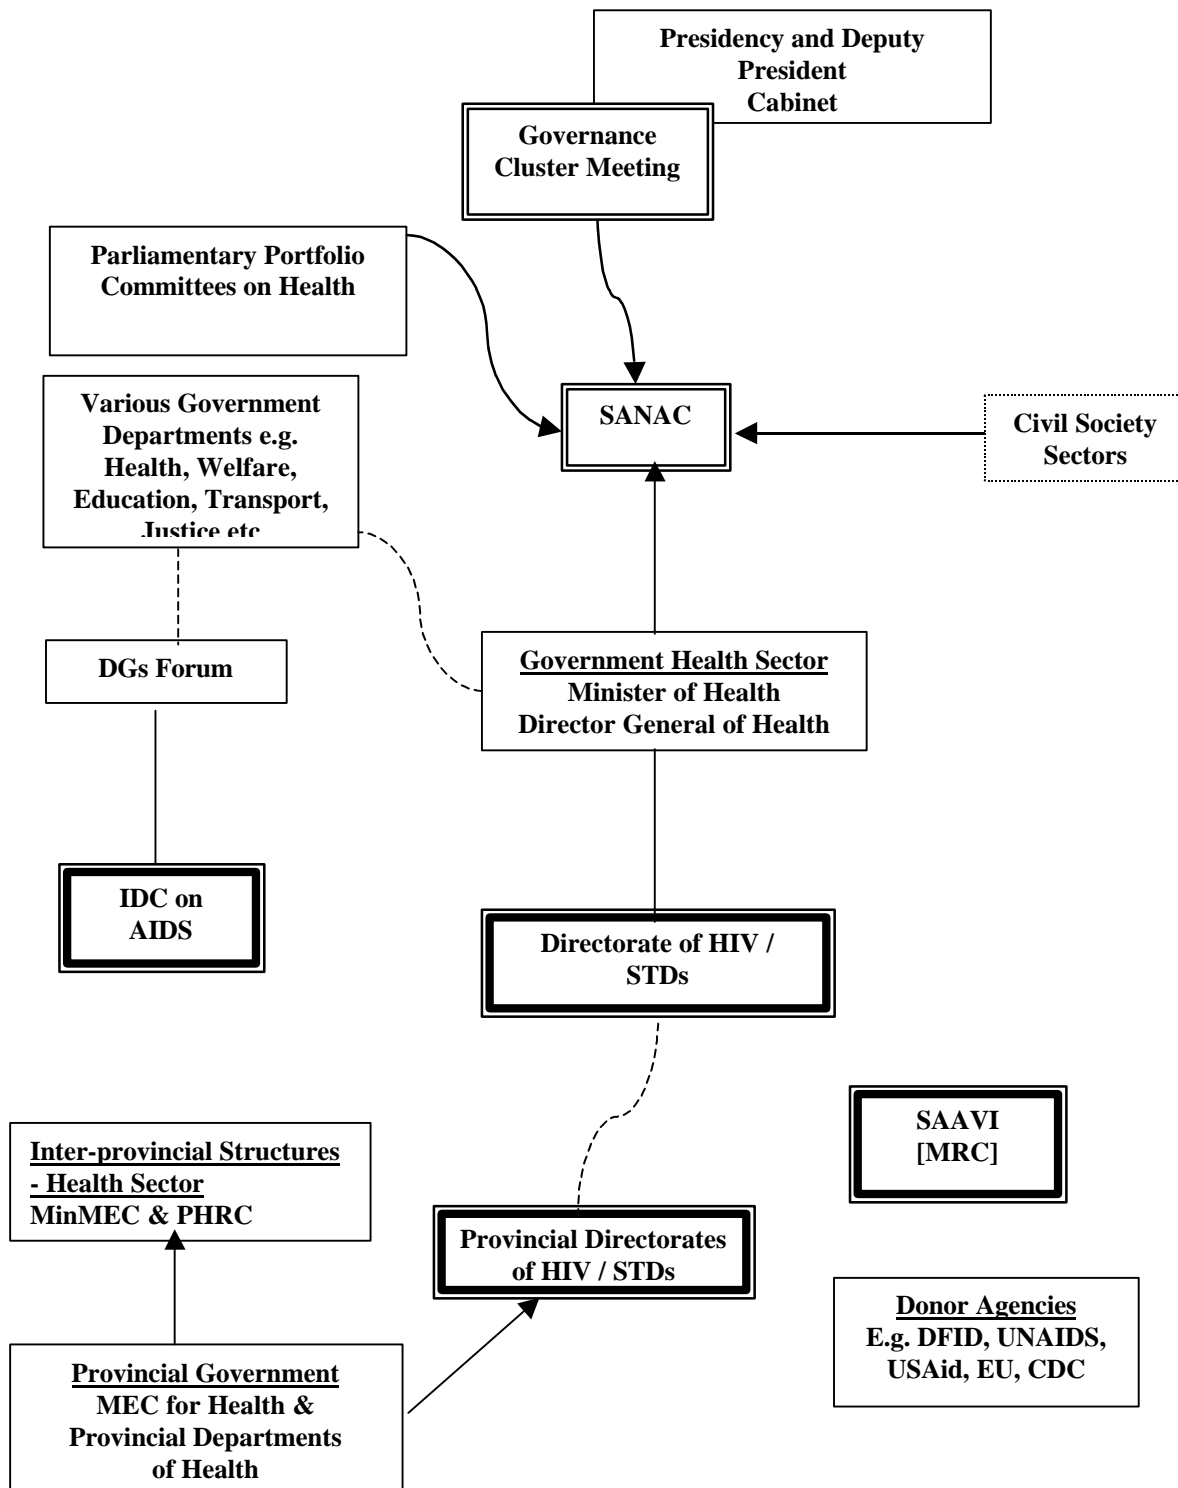 Presidency and Deputy
President
Cabinet
Governance
Cluster Meeting
Parliamentary Portfolio
Committees on Health
Various Government
Departments e.g.
Health, Welfare,
Education, Transport,
Justice etc
SANAC
Civil Society
Sectors
DGs Forum
Government Health Sector
Minister of Health
Director General of Health
IDC on
AIDS
Directorate of HIV /
STDs
SAAVI
[MRC]
Inter-provincial Structures
- Health Sector
MinMEC & PHRC
Provincial Directorates
of HIV / STDs
Donor Agencies
E.g. DFID, UNAIDS,
USAid, EU, CDC
Provincial Government
MEC for Health &
Provincial Departments
of Health